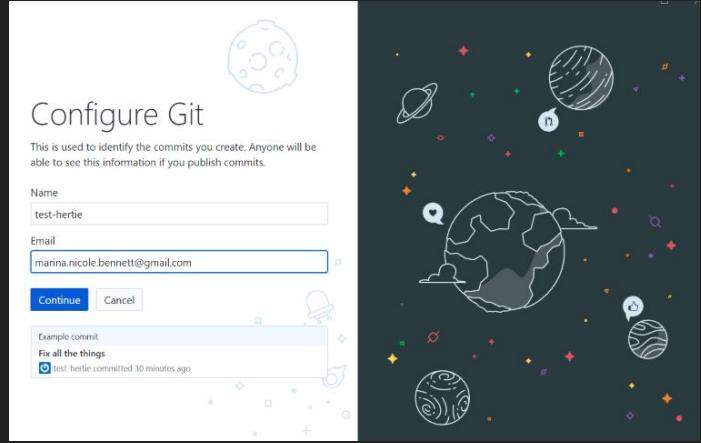 Configure Git
This is used to identify the commits you create. Anyone will be
able to see this information if you publish commits.
Name
test-hertie
Email
marina.nicole.bennett@gmail.com
Continue Cancel
Example commit
Fix all the things
test-hertie committed 30 minutes ago